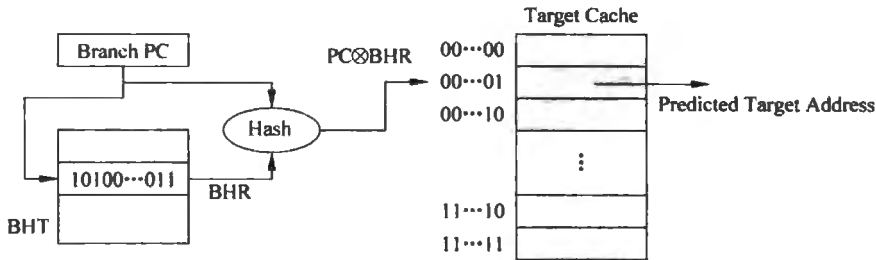 Target Cache
Branch PC
PC⊗BHR
00⋯00
00⋯01
00⋯10
Predicted Target Address
Hash
⋮
10100⋯011
BHR
BHT
11⋯10
11⋯11